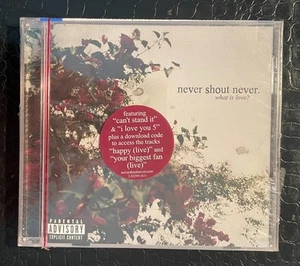 never shout never.
what is love?
featuring
"can't stand it"
& "i love you 5"
plus a download code
to access the tracks
"happy (live)" and
"your biggest fan
(live)"
PARENTAL
ADVISORY
EXPLICIT CONTENT